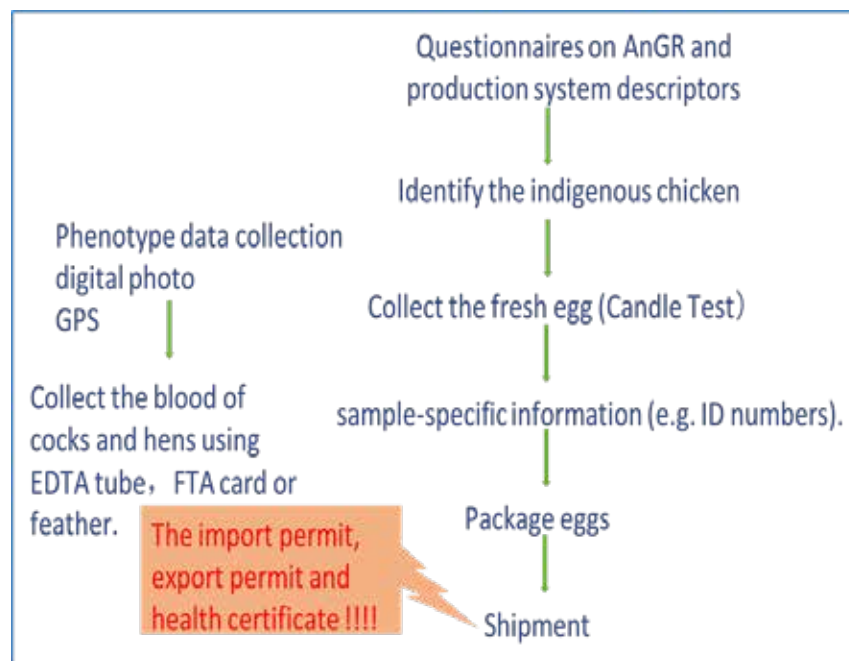 Questionnaires on AnGR and
production system descriptors
Identify the indigenous chicken
Collect the fresh egg (Candle Test）
sample-specific information (e.g. ID numbers).
Package eggs
Shipment
Phenotype data collection
digital photo
GPS
Collect the blood of
cocks and hens using
EDTA tube，FTA card or
feather.
The import permit,
export permit and
health certificate !!!!